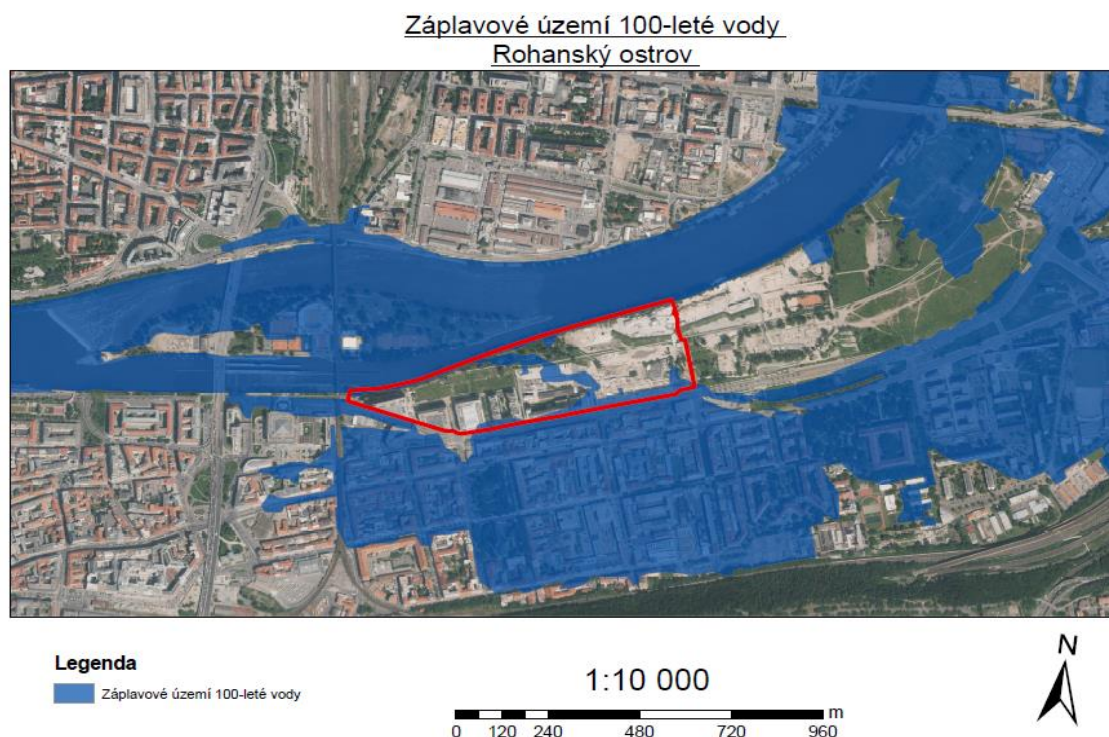 Záplavové území 100-leté vody
Rohanský ostrov
Legenda
Záplavové území 100-leté vody
1:10 000
m
0 120 240 480 720 960
N